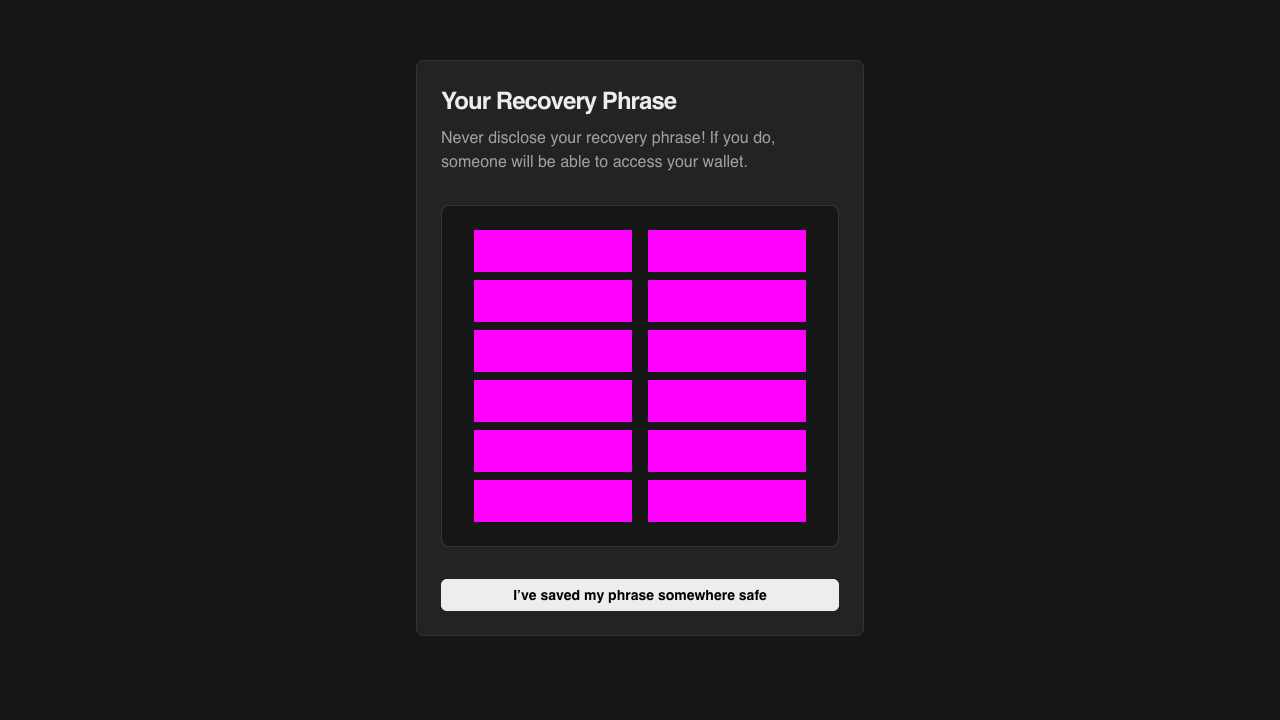 Your Recovery Phrase
Never disclose your recovery phrase! If you do,
someone will be able to access your wallet.
I've saved my phrase somewhere safe